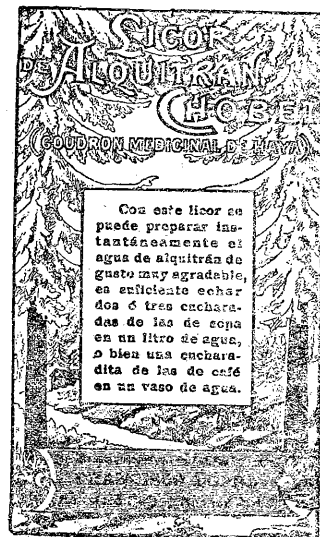 LICOR
DE ALQUITRAN
CHOBEL
(GOUDRON MEDICINAL DE HAYA)
Con este licor se
puede preparar ins-
tantáneamente el
agua de alquitrán de
gusto muy agradable,
es suficiente echar
dos ó tres cuchara-
das de las de sopa
en un litro de agua,
o bien una cuchara-
dita de las de café
en un vaso de agua.